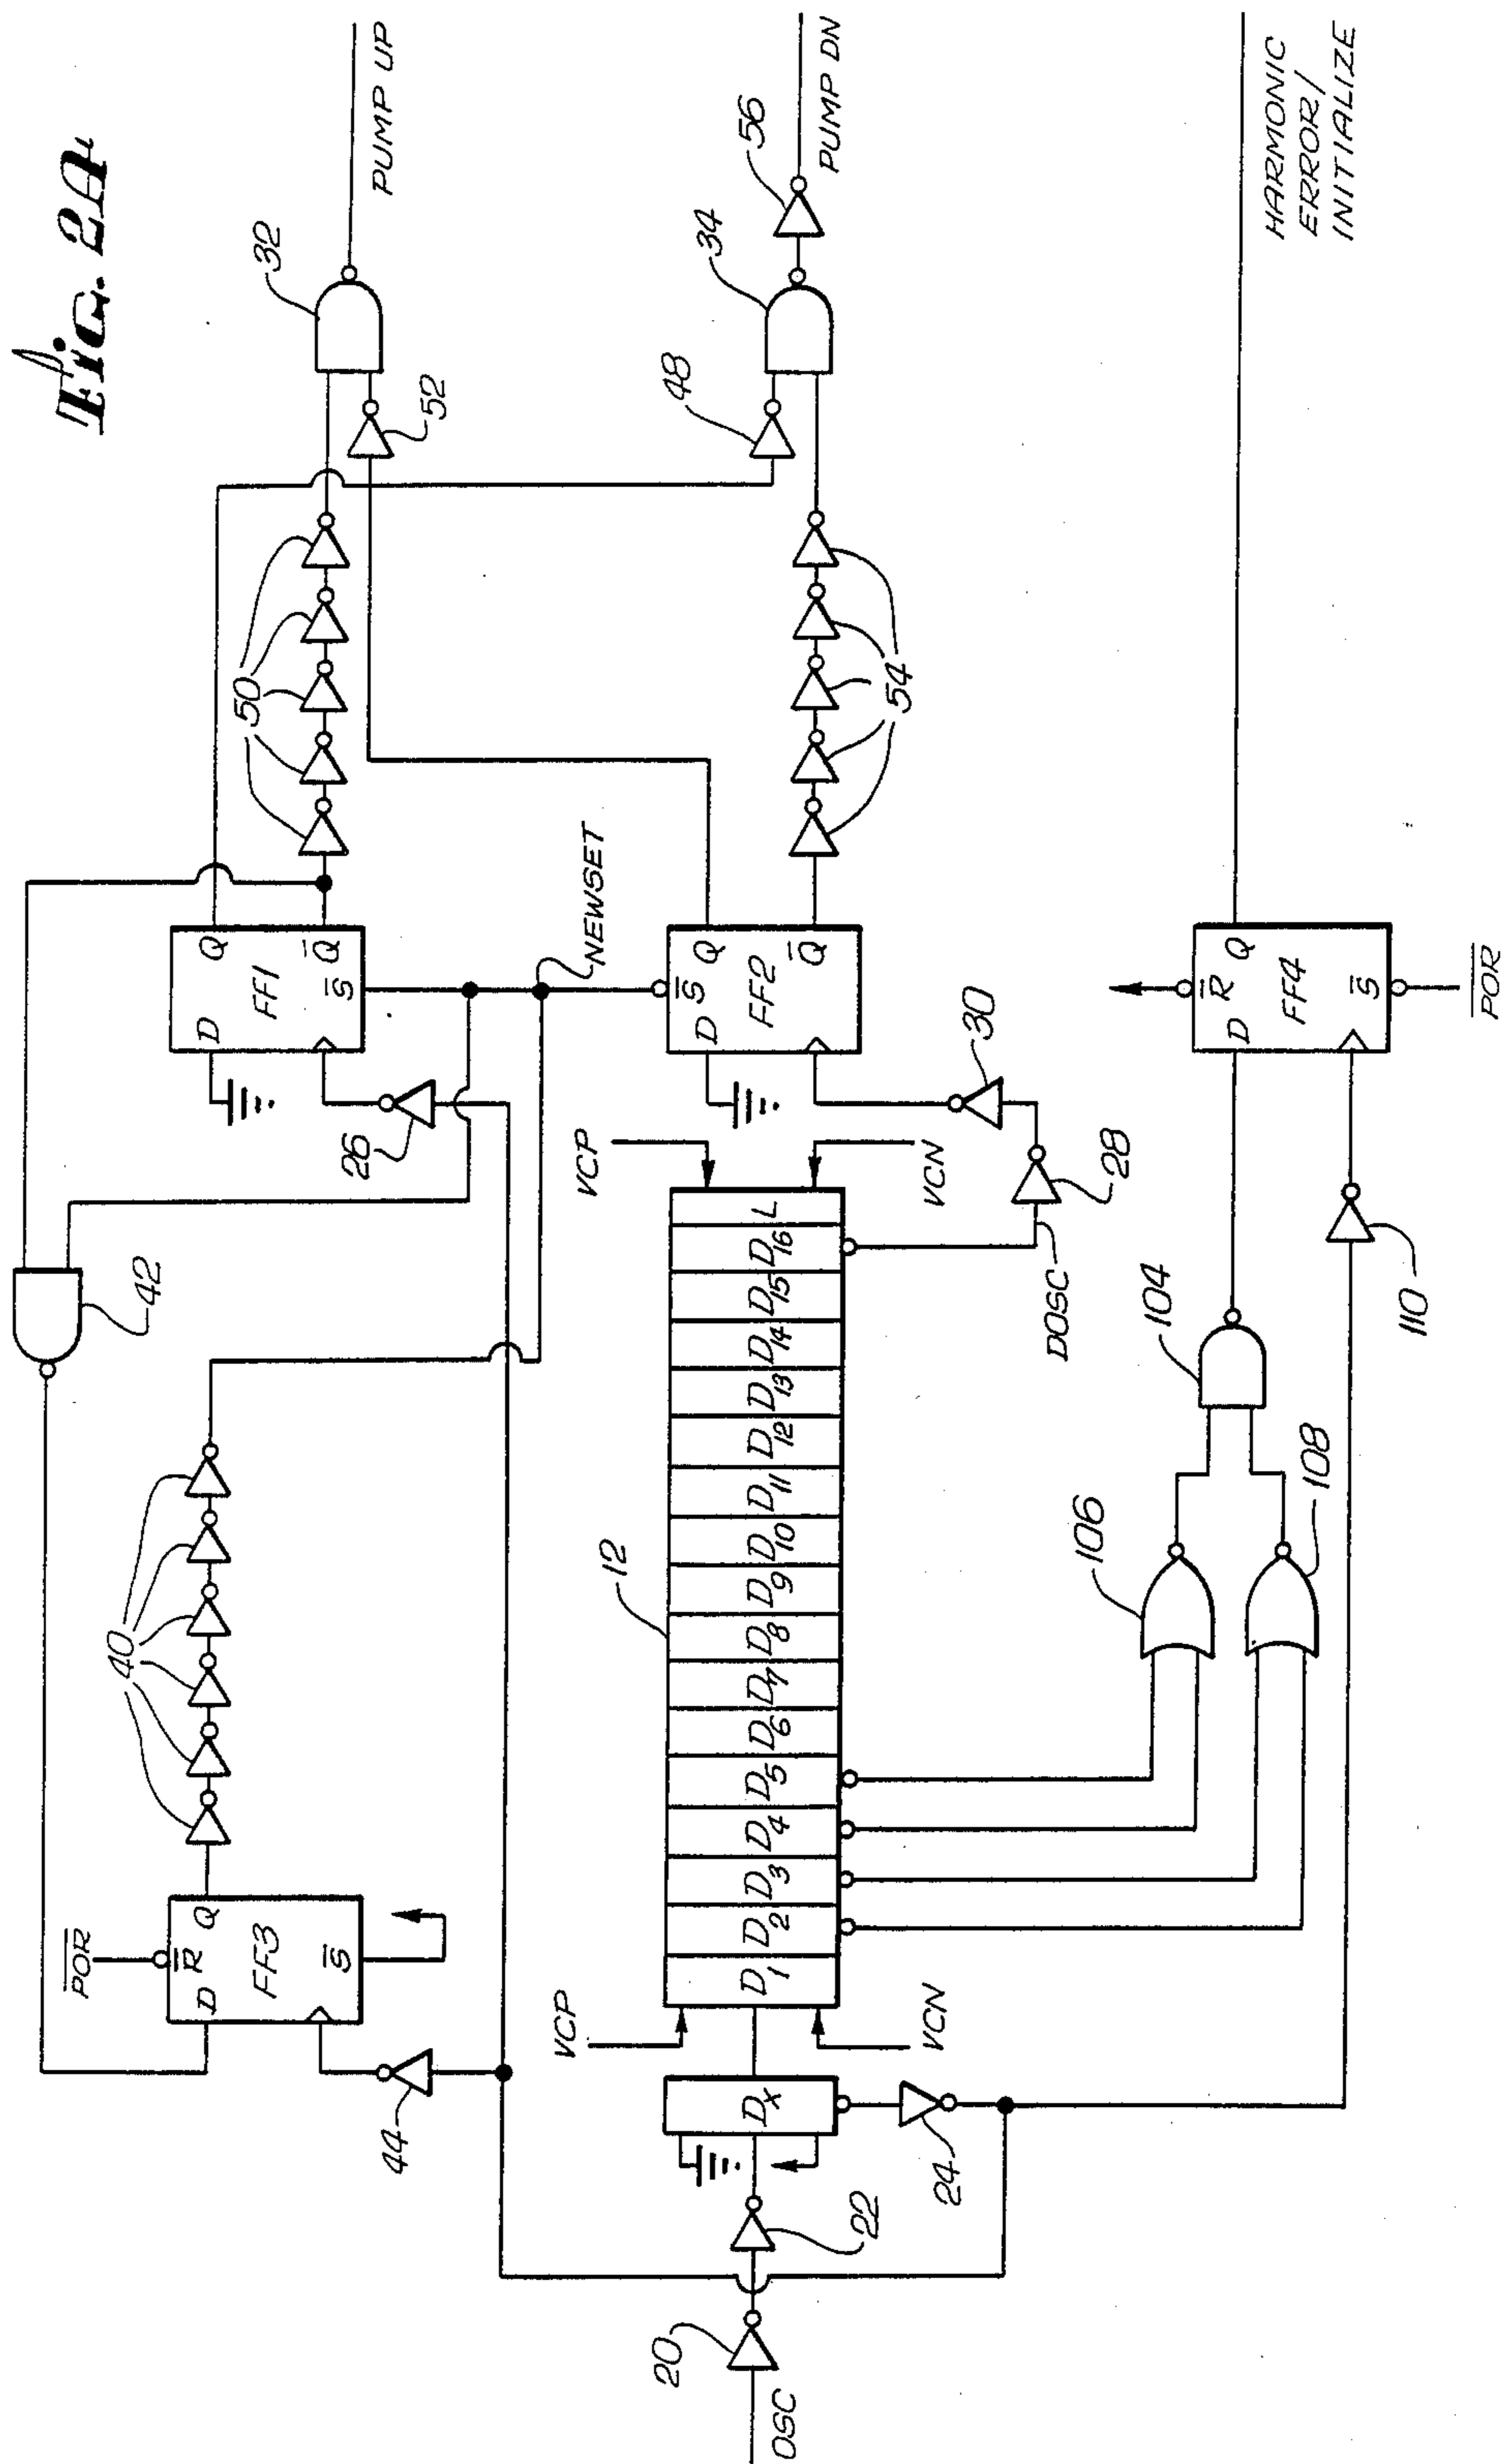 Fig. 2A
POR
D
R
Q
FF3
S
40
44
42
26
D
Q
FF1
Q
S
50
32
PUMP UP
52
NEWSET
OSC
20
22
DX
24
VCP
VCN
12
D1
D2
D3
D4
D5
D6
D7
D8
D9
D10
D11
D12
D13
D14
D15
D16
L
VCP
VCN
DOSC
28
30
D
S
Q
FF2
Q
54
48
34
56
PUMP DN
106
108
104
110
D
R
Q
FF4
S
POR
HARMONIC
ERROR/
INITIALIZE